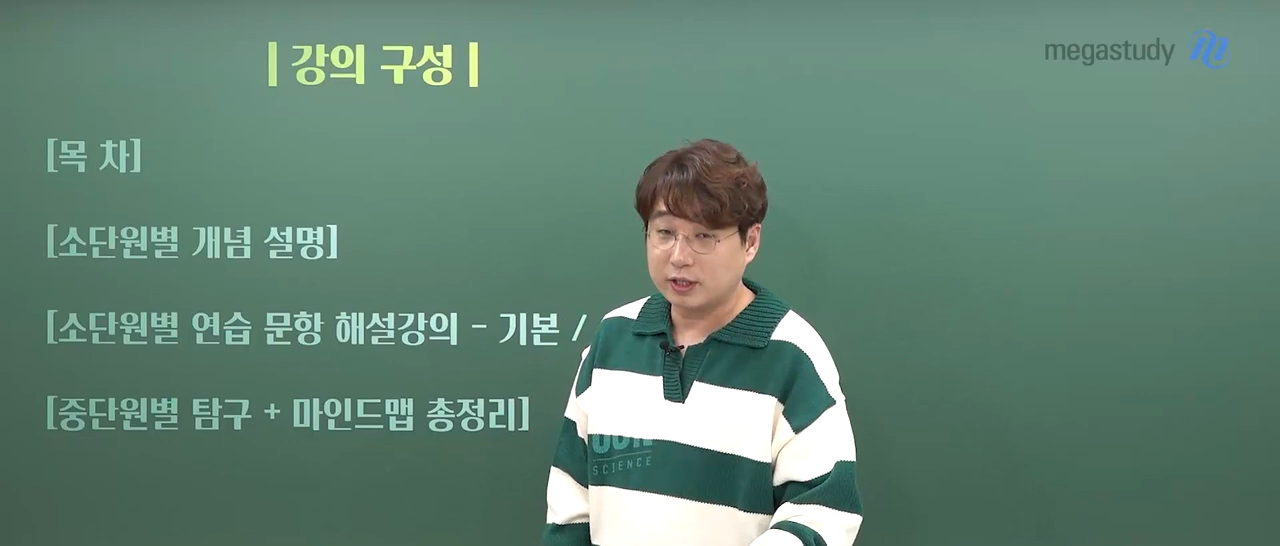 | 강의 구성 |
megastudy
[목 차]
[소단원별 개념 설명]
[소단원별 연습 문항 해설강의 - 기본 /
[중단원별 탐구 + 마인드맵 총정리]
SCIENCE